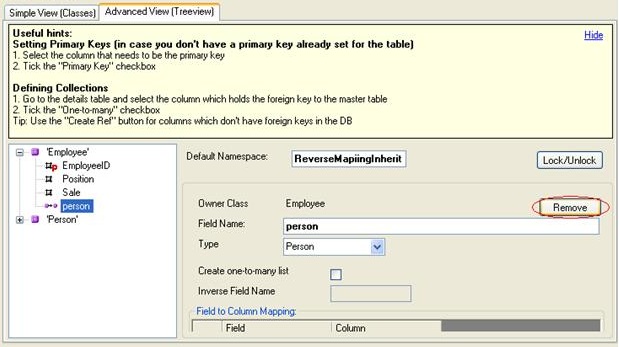 Simple View (Classes) Advanced View (Treeview)
Useful hints: Hide
Setting Primary Keys (in case you don't have a primary key already set for the table)
1. Select the column that needs to be the primary key
2. Tick the "Primary Key" checkbox
Defining Collections
1. Go to the details table and select the column which holds the foreign key to the master table
2. Tick the "One-to-many" checkbox
Tip: Use the "Create Rel" button for columns which don't have foreign keys in the DB
'Employee'
EmployeeID
Position
Sale
person
'Person'
Default Namespace: ReverseMapiingInherit Lock/Unlock
Owner Class Employee Remove
Field Name: person
Type Person
Create one-to-many list
Inverse Field Name
Field to Column Mapping:
Field Column